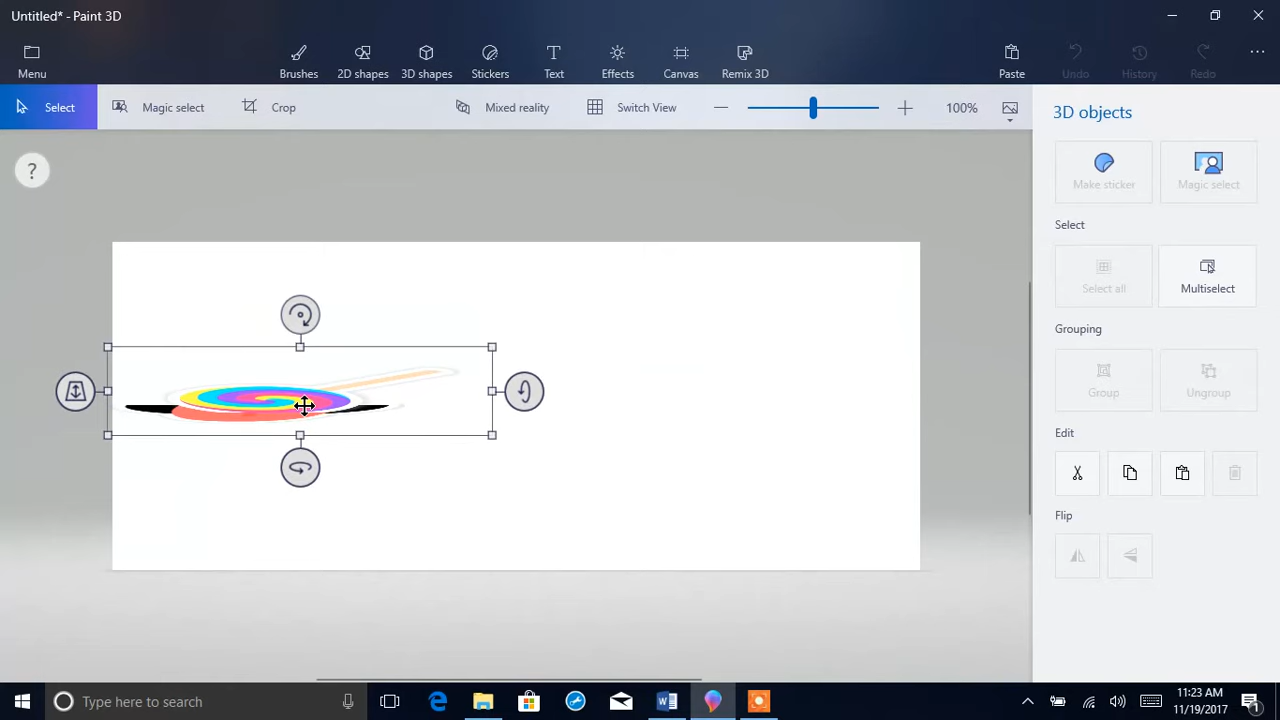 Untitled* - Paint 3D
Menu
Brushes
2D shapes
3D shapes
Stickers
Text
Effects
Canvas
Remix 3D
Paste
Undo
History
Redo
Select
Magic select
Crop
Mixed reality
Switch View
100%
3D objects
?
Make sticker
Magic select
Select
Select all
Multiselect
Grouping
Group
Ungroup
Edit
Flip
Type here to search
11:23 AM
11/19/2017
1